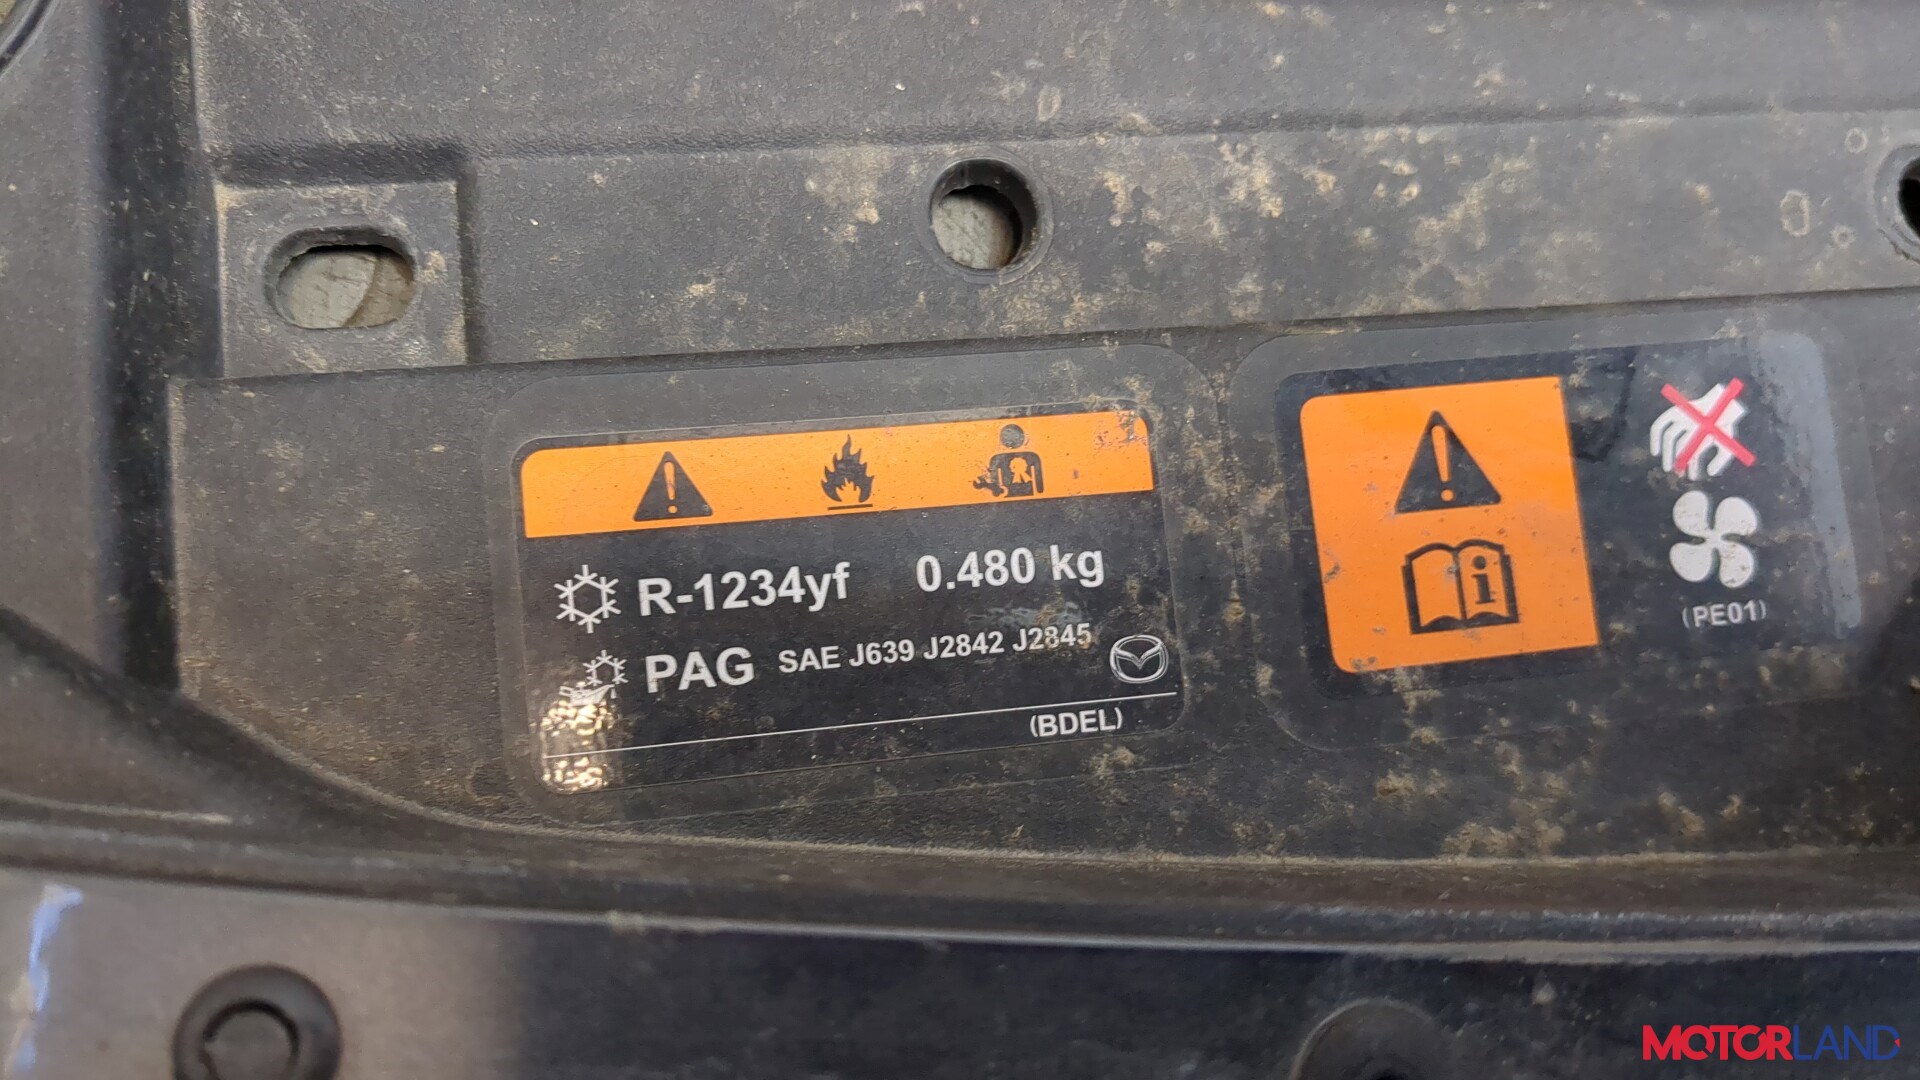 R-1234yf 0.480 kg
PAG SAE J639 J2842 J2845
(BDEL)
(PE01)
MOTORLAND